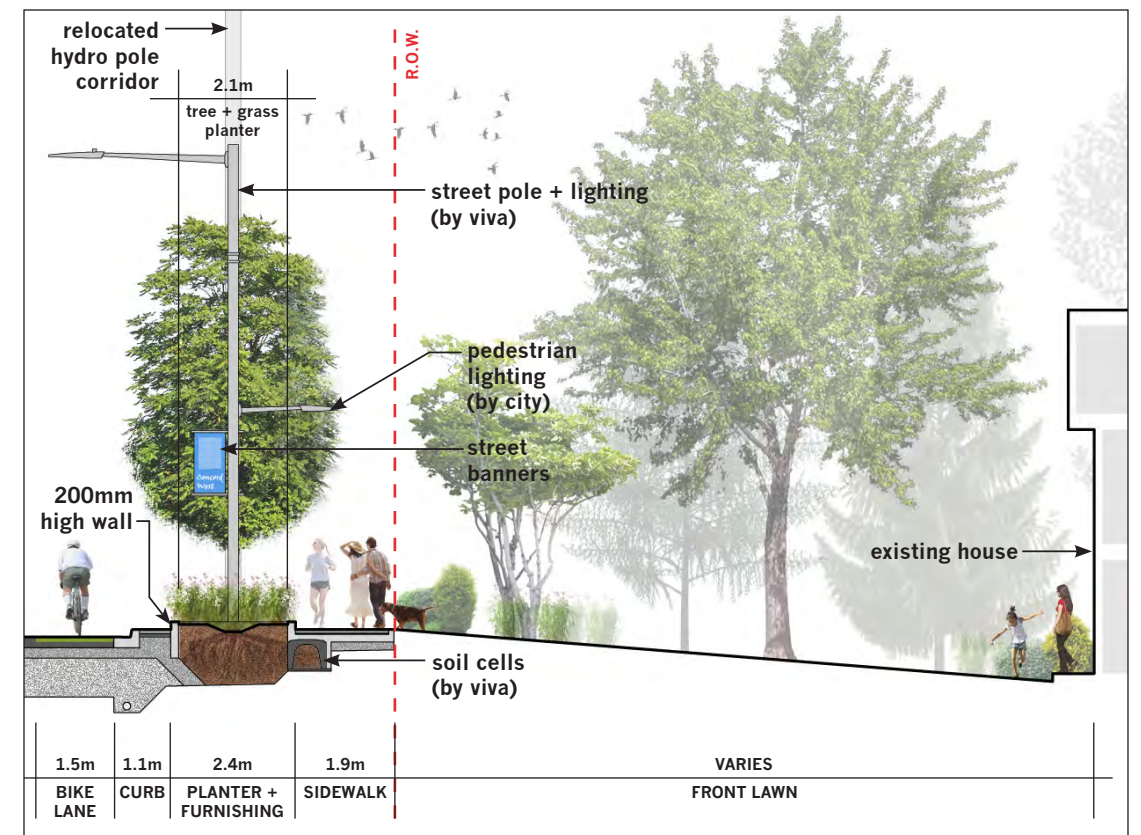 relocated
hydro pole
corridor
2.1m
tree + grass
planter
R.O.W.
street pole + lighting
(by viva)
pedestrian
lighting
(by city)
street
banners
Concord
West
200mm
high wall
existing house
soil cells
(by viva)
1.5m
1.1m
2.4m
1.9m
VARIES
BIKE
LANE
CURB
PLANTER +
FURNISHING
SIDEWALK
FRONT LAWN